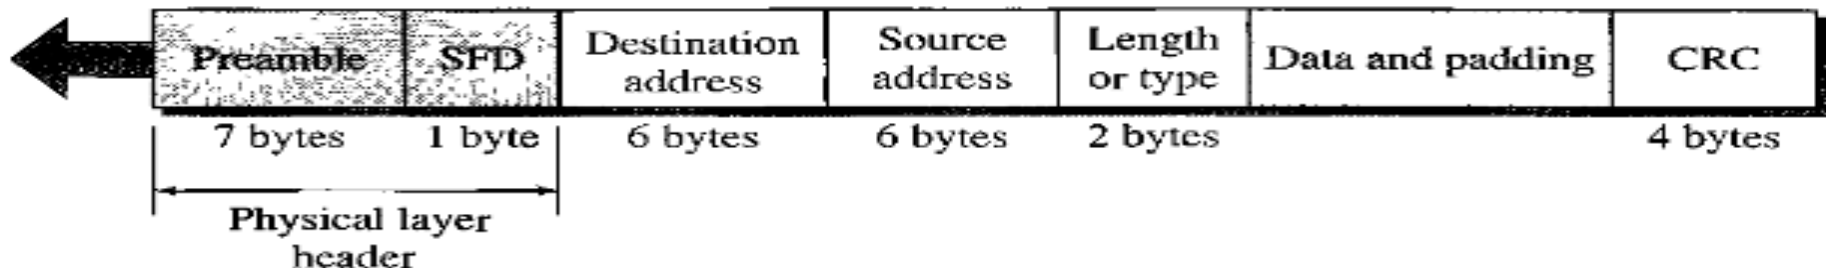 Preamble
SFD
Destination
address
Source
address
Length
or type
Data and padding
CRC
7 bytes
1 byte
6 bytes
6 bytes
2 bytes
4 bytes
Physical layer
header